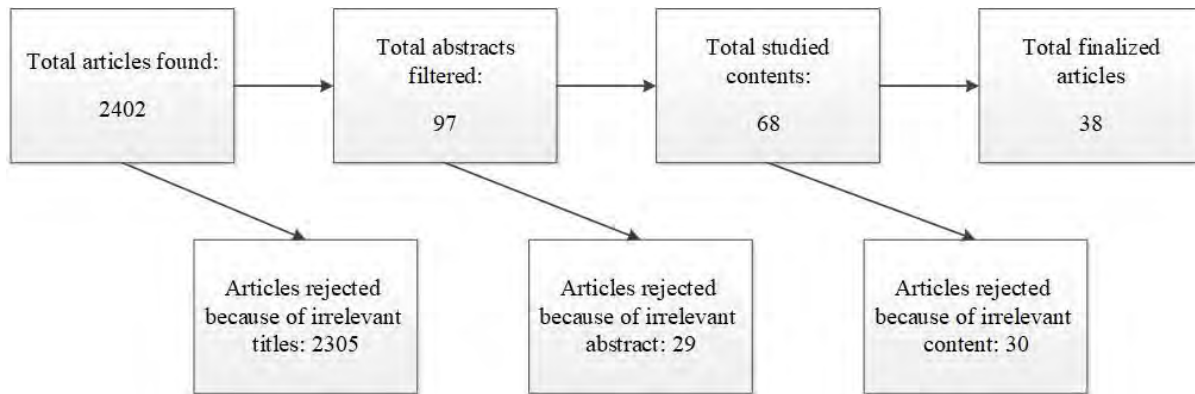 Total articles found:
2402
Total abstracts
filtered:
97
Total studied
contents:
68
Total finalized
articles
38
Articles rejected
because of irrelevant
titles: 2305
Articles rejected
because of irrelevant
abstract: 29
Articles rejected
because of irrelevant
content: 30